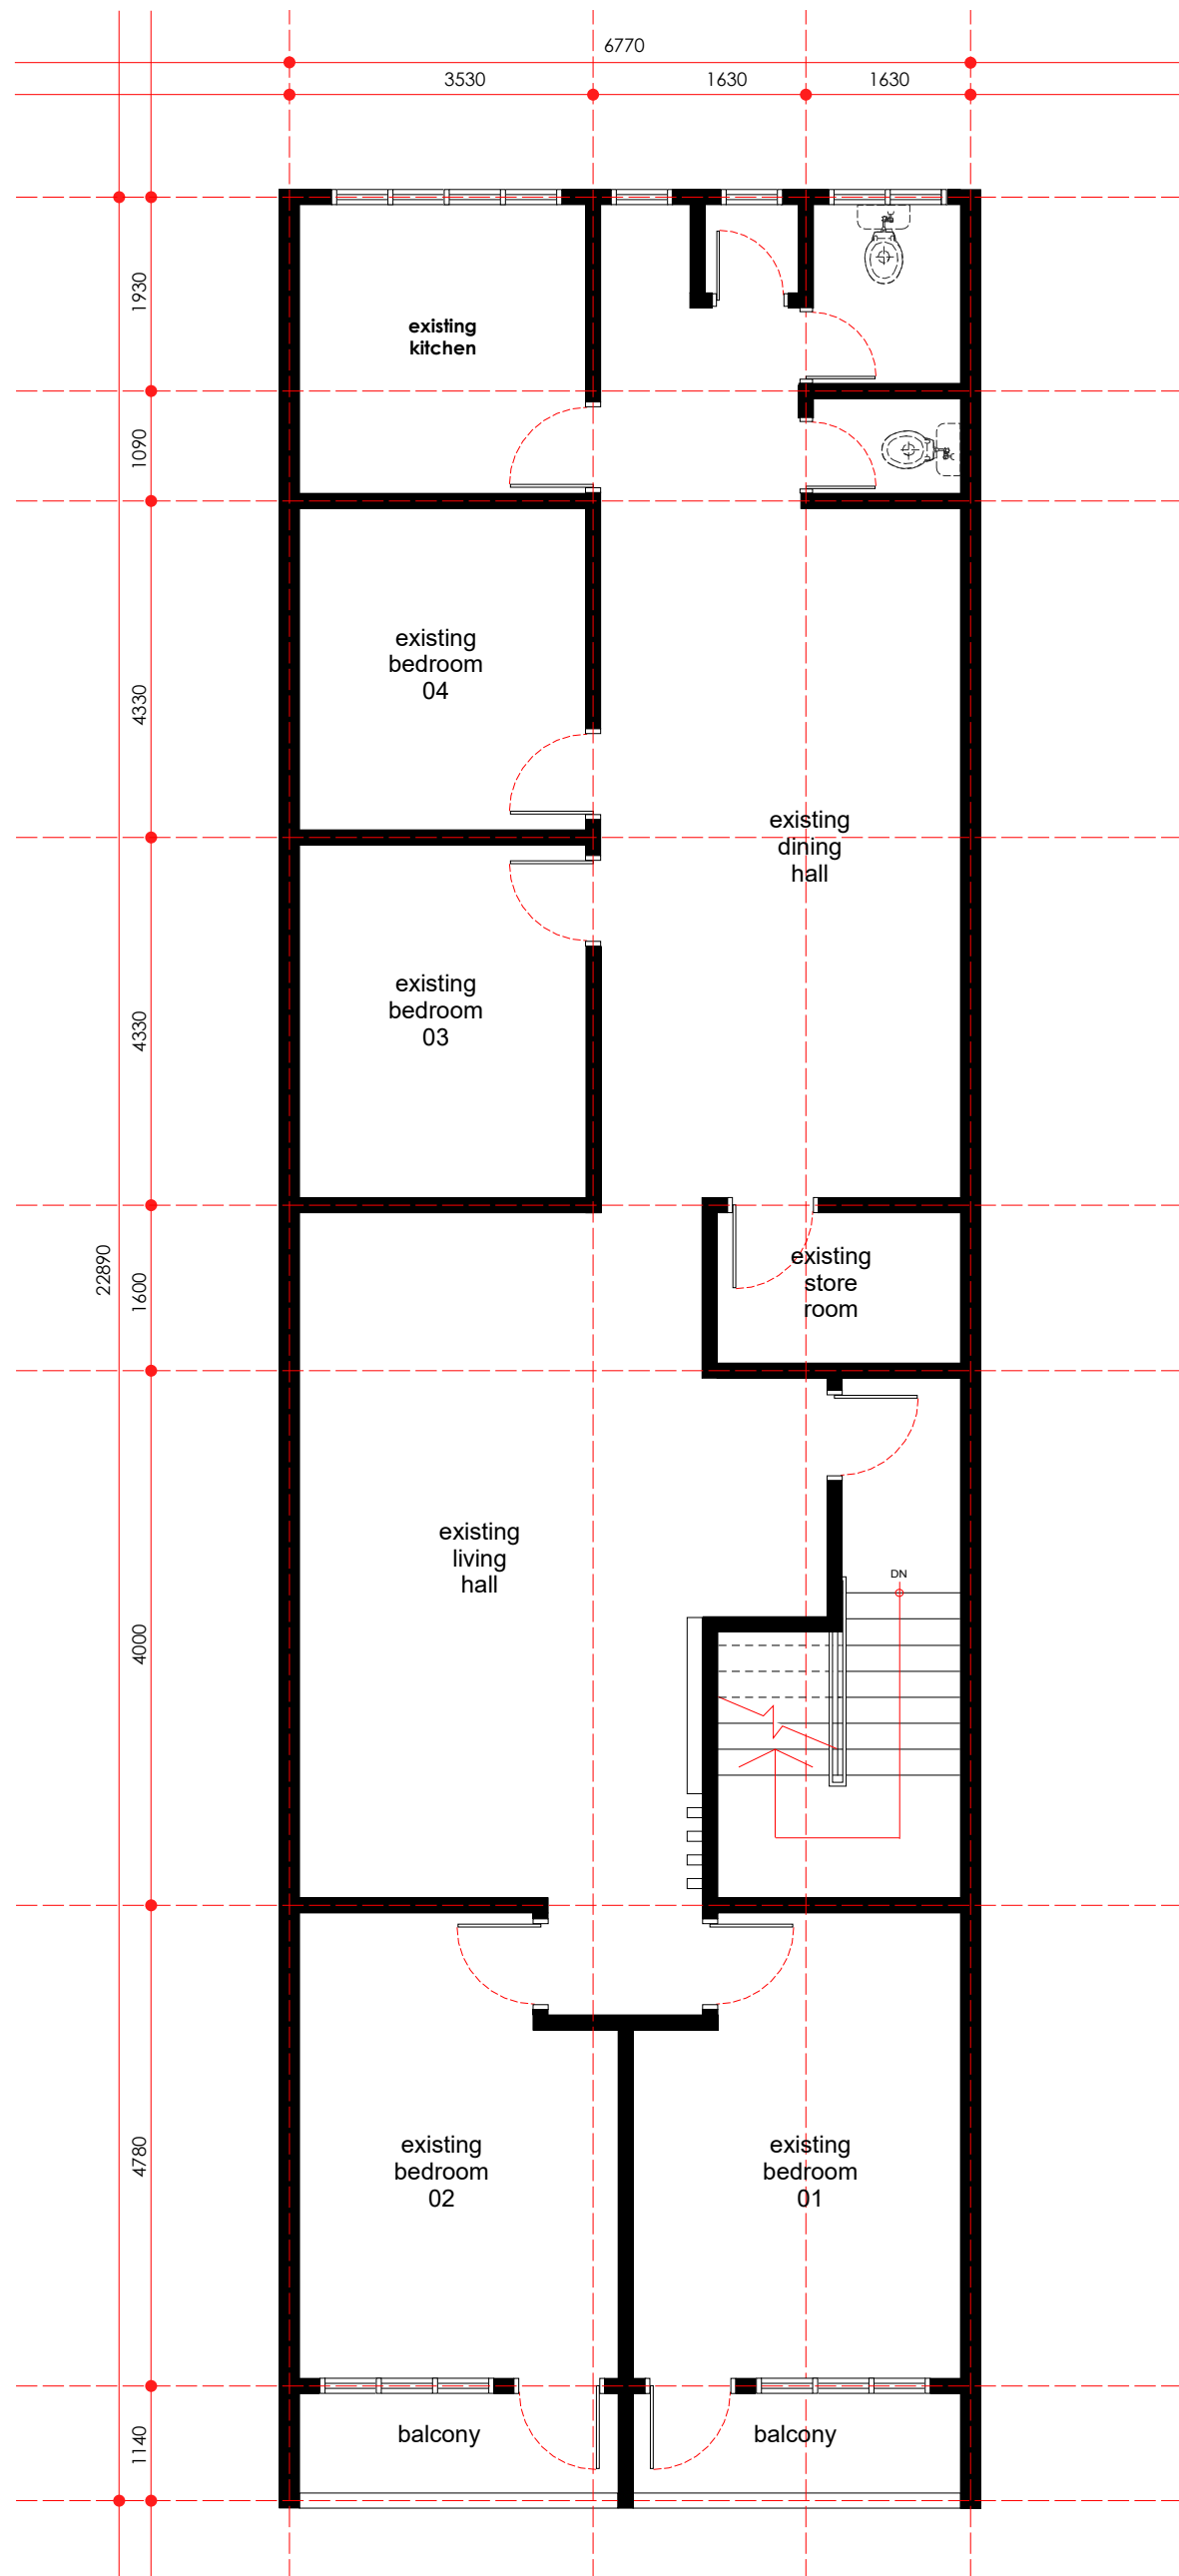 6770
3530
1630
1630
1930
existing
kitchen
1090
existing
bedroom
04
4330
existing
dining
hall
existing
bedroom
03
4330
22890
1600
existing
store
room
existing
living
hall
DN
4000
existing
bedroom
02
existing
bedroom
01
4780
balcony
balcony
1140